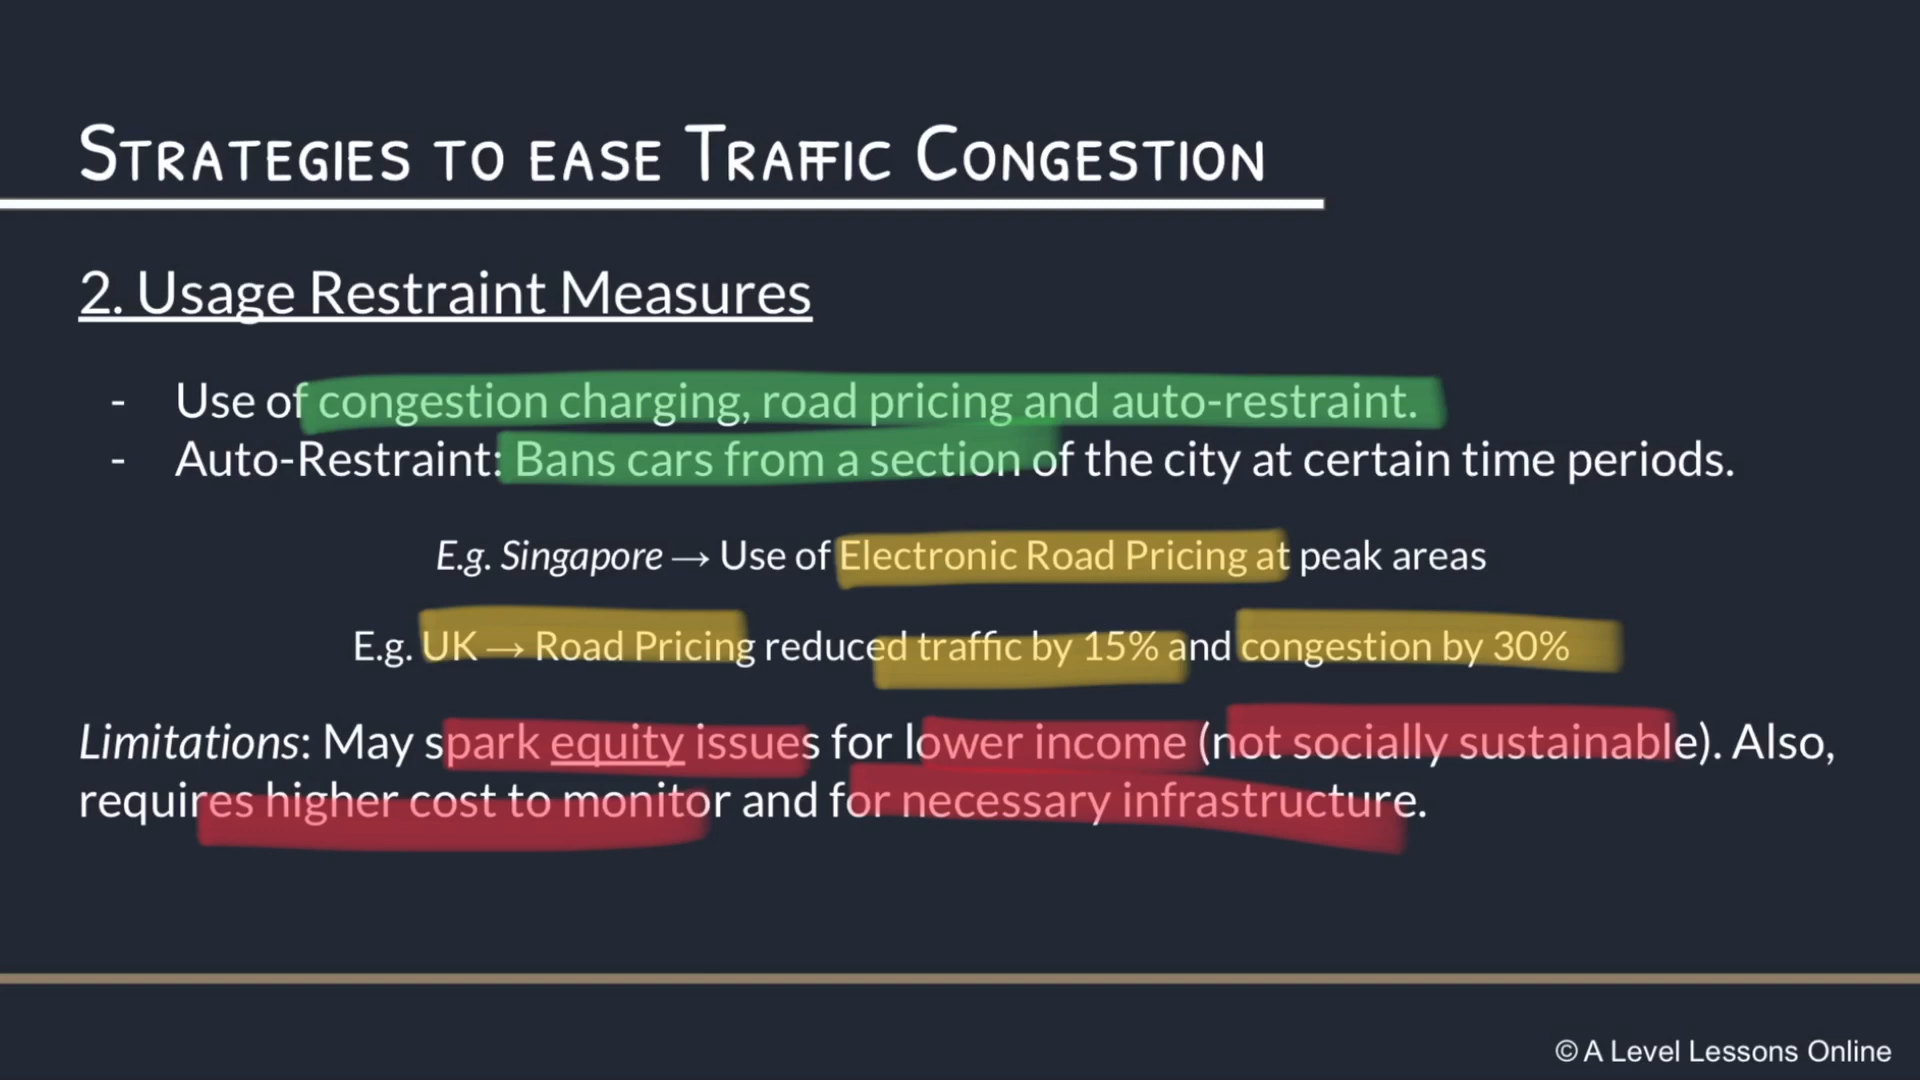 Strategies to ease Traffic Congestion
2. Usage Restraint Measures
- Use of congestion charging, road pricing and auto-restraint.
- Auto-Restraint: Bans cars from a section of the city at certain time periods.
E.g. Singapore → Use of Electronic Road Pricing at peak areas
E.g. UK → Road Pricing reduced traffic by 15% and congestion by 30%
Limitations: May spark equity issues for lower income (not socially sustainable). Also,
requires higher cost to monitor and for necessary infrastructure.
© A Level Lessons Online